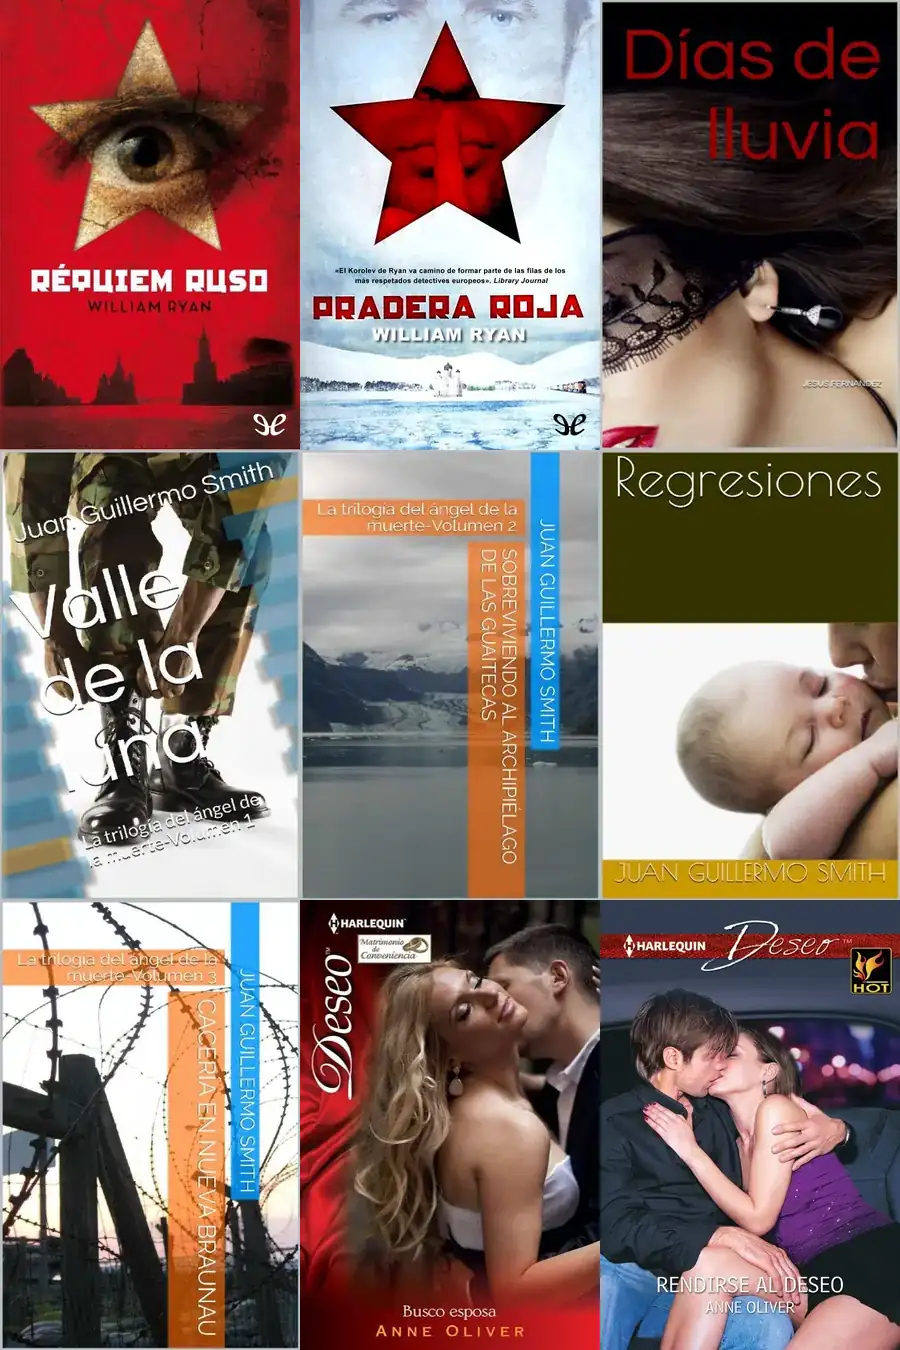 RÉQUIEM RUSO
WILLIAM RYAN
«El Korolev de Ryan va camino de formar parte de las filas de los
más respetados detectives europeos». Library Journal
PRADERA ROJA
WILLIAM RYAN
Días de
lluvia
JESUS FERNANDEZ
Juan Guillermo Smith
Valle
de la
luna
La trilogía del ángel de
la muerte-Volumen 1
La trilogía del ángel de la
muerte-Volumen 2
SOBREVIVIENDO AL ARCHIPIÉLAGO
DE LAS GUAITECAS
JUAN GUILLERMO SMITH
Regresiones
JUAN GUILLERMO SMITH
La trilogía del ángel de la
muerte-Volumen 3
CACERIA EN NUEVA BRAUNAU
JUAN GUILLERMO SMITH
HARLEQUIN™
Matrimonio
de
Conveniencia
Deseo™
Busco esposa
ANNE OLIVER
HARLEQUIN™
Deseo™
HOT
RENDIRSE AL DESEO
ANNE OLIVER